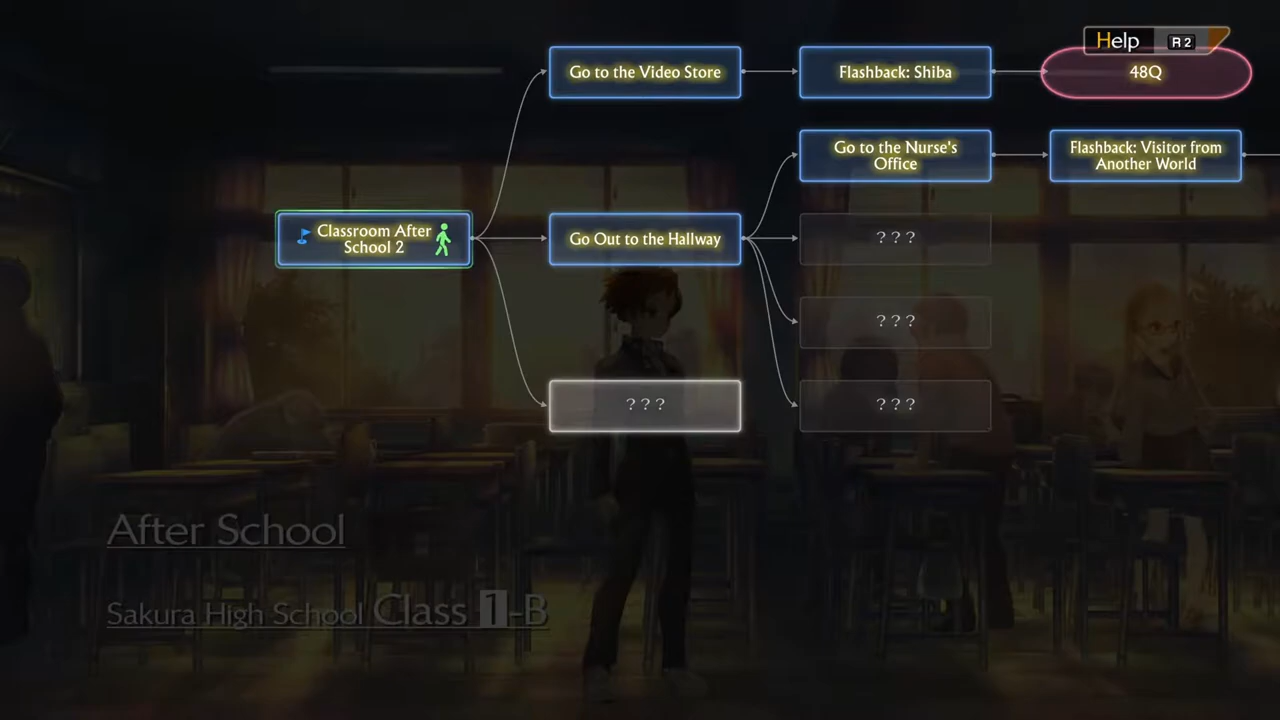 Help R2
Go to the Video Store
Flashback: Shiba
48Q
Go to the Nurse's
Office
Flashback: Visitor from
Another World
Classroom After
School 2
Go Out to the Hallway
???
???
???
???
After School
Sakura High School Class 1-B